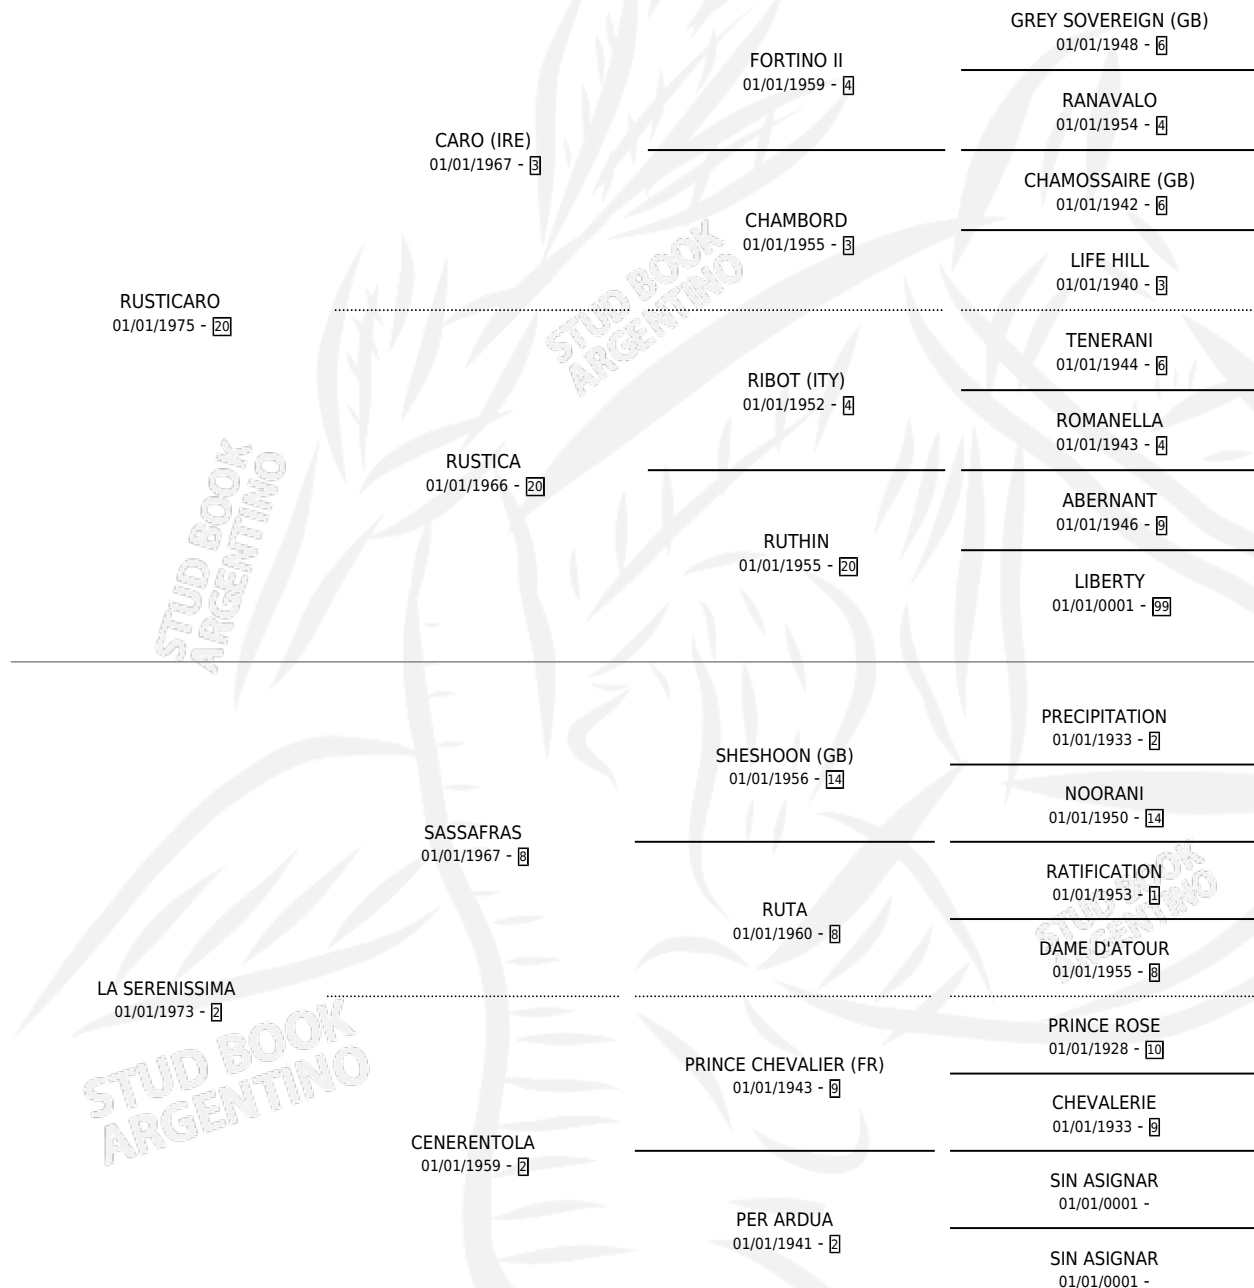 GREY SOVEREIGN (GB)
01/01/1948 - 6
FORTINO II
01/01/1959 - 4
RANAVALO
01/01/1954 - 4
CARO (IRE)
01/01/1967 - 3
CHAMOSSAIRE (GB)
01/01/1942 - 6
CHAMBORD
01/01/1955 - 3
LIFE HILL
01/01/1940 - 3
RUSTICARO
01/01/1975 - 20
TENERANI
01/01/1944 - 6
RIBOT (ITY)
01/01/1952 - 4
ROMANELLA
01/01/1943 - 4
RUSTICA
01/01/1966 - 20
ABERNANT
01/01/1946 - 9
RUTHIN
01/01/1955 - 20
LIBERTY
01/01/0001 - 99
PRECIPITATION
01/01/1933 - 2
SHESHOON (GB)
01/01/1956 - 14
NOORANI
01/01/1950 - 14
SASSAFRAS
01/01/1967 - 8
RATIFICATION
01/01/1953 - 1
RUTA
01/01/1960 - 8
DAME D'ATOUR
01/01/1955 - 8
LA SERENISSIMA
01/01/1973 - 2
PRINCE ROSE
01/01/1928 - 10
PRINCE CHEVALIER (FR)
01/01/1943 - 9
CHEVALERIE
01/01/1933 - 9
CENERENTOLA
01/01/1959 - 2
SIN ASIGNAR
01/01/0001 -
PER ARDUA
01/01/1941 - 2
SIN ASIGNAR
01/01/0001 -
STUD BOOK
ARGENTINO
STUD BOOK
ARGENTINO
STUD BOOK
ARGENTINO
STUD BOOK
ARGENTINO